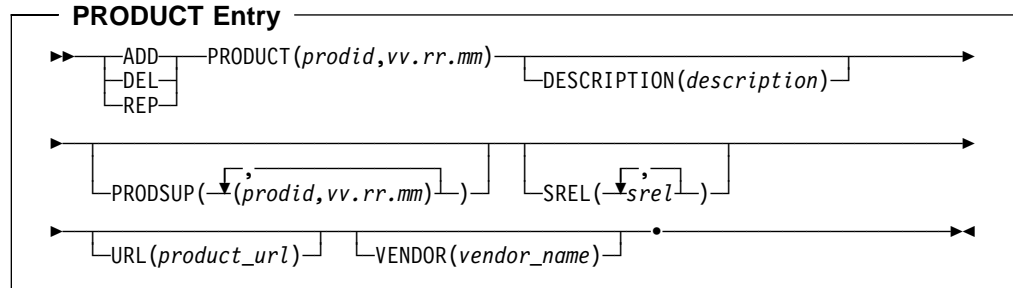 PRODUCT Entry
ADD PRODUCT(prodid,vv.rr.mm)
DEL DESCRIPTION(description)
REP
, ,
PRODSUP( (prodid,vv.rr.mm) ) SREL( srel )
URL(product_url) VENDOR(vendor_name) •